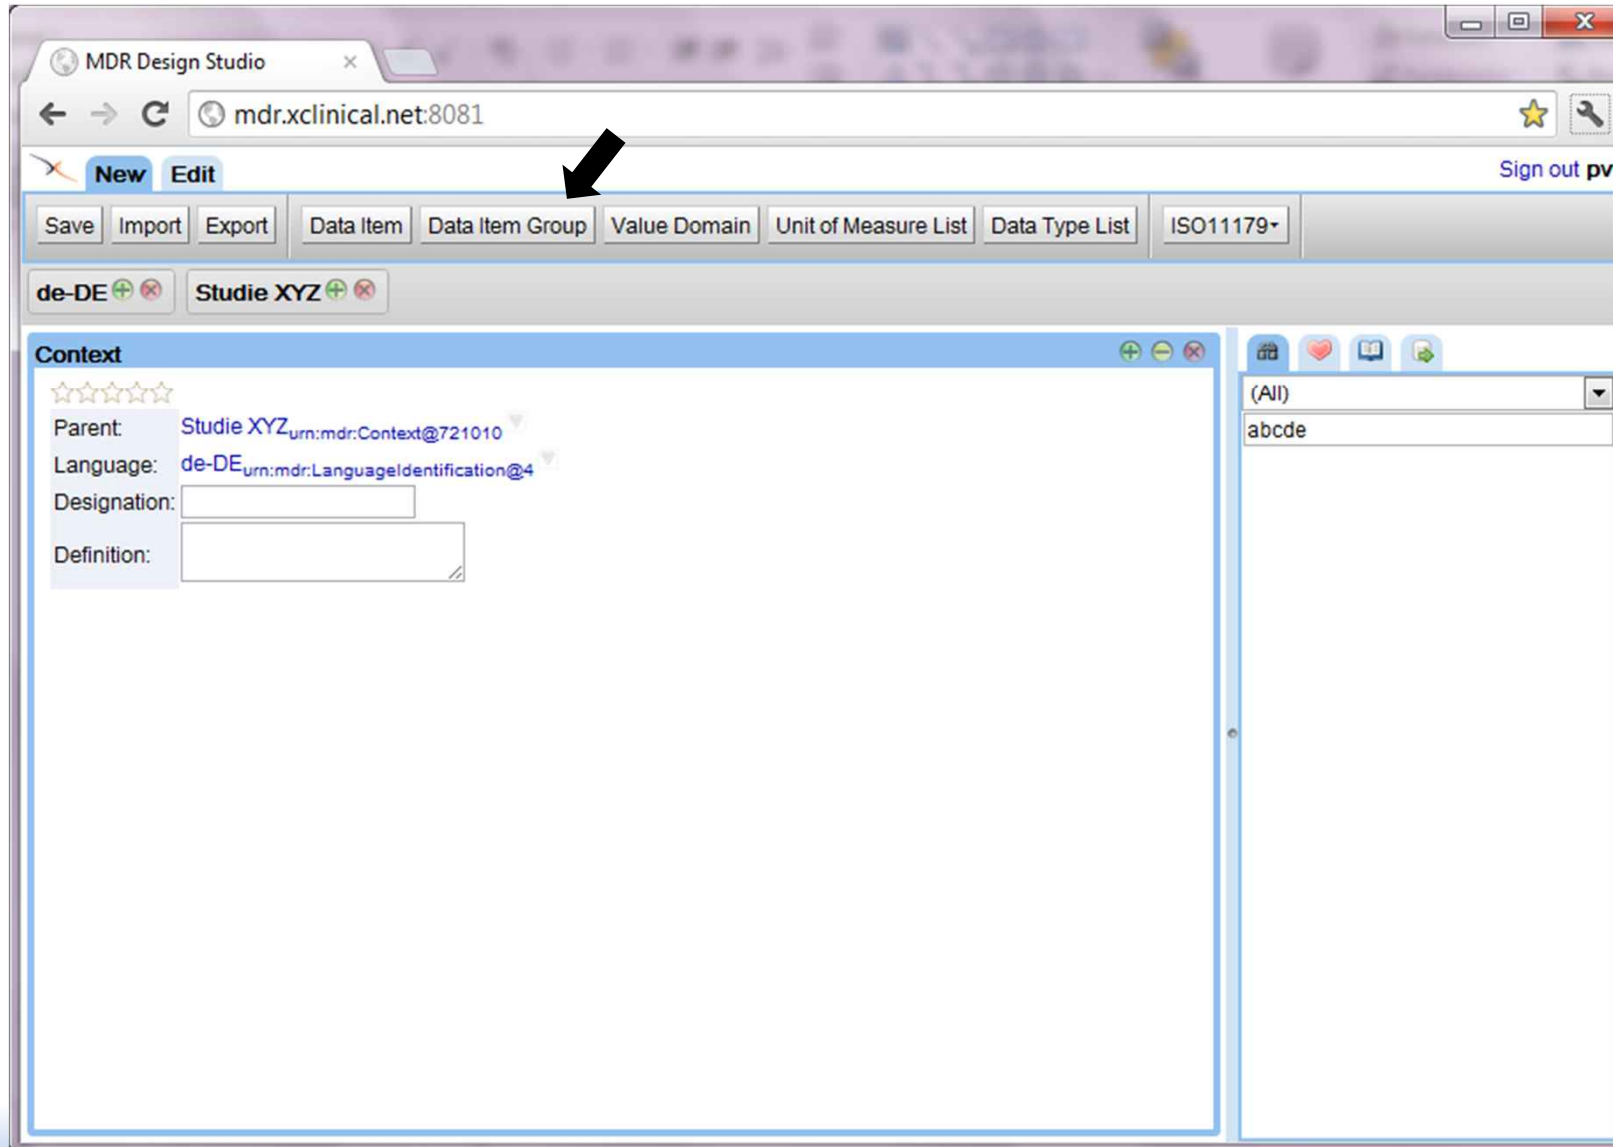 MDR Design Studio
mdr.xclinical.net:8081
New Edit Sign out pv
Save Import Export Data Item Data Item Group Value Domain Unit of Measure List Data Type List ISO11179
de-DE Studie XYZ
Context
(All)
Parent: Studie XYZurn:mdr:Context@721010
abcde
Language: de-DEurn:mdr:LanguageIdentification@4
Designation:
Definition: